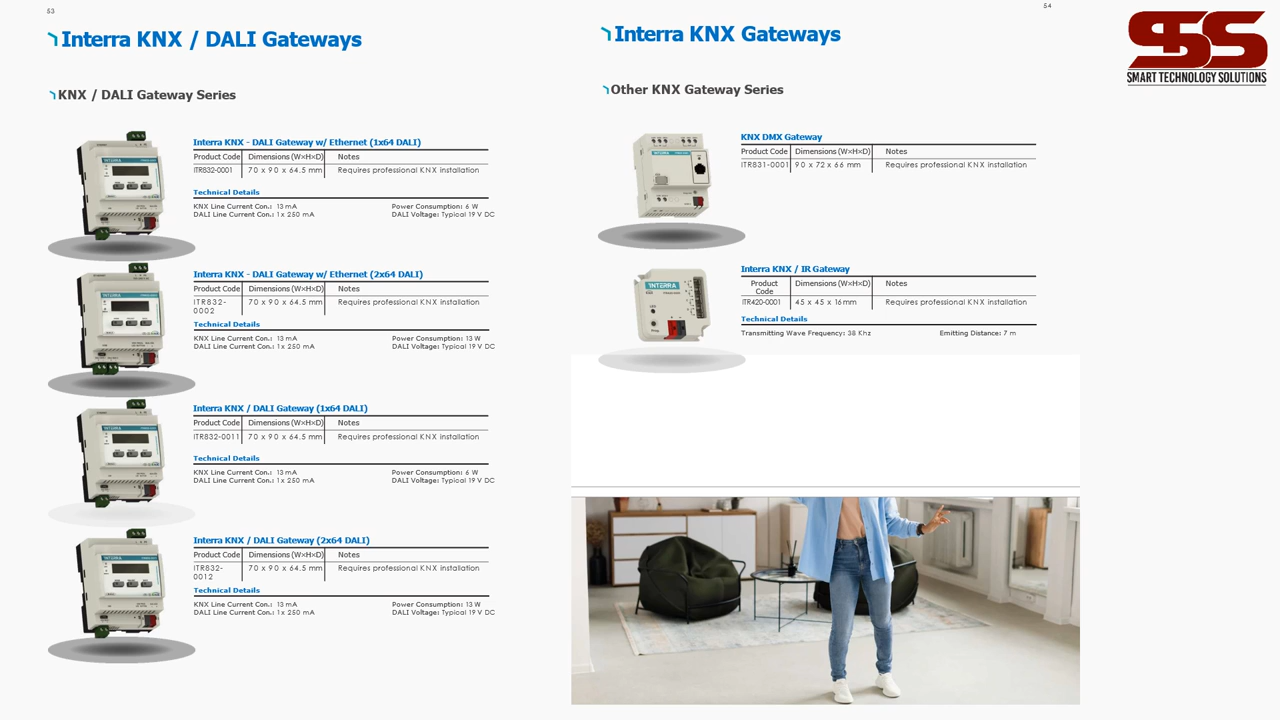 53
Interra KNX / DALI Gateways
KNX / DALI Gateway Series
Interra KNX - DALI Gateway w/ Ethernet (1x64 DALI)
Product Code Dimensions (W×H×D) Notes
ITR832-0001 70 x 90 x 64.5 mm Requires professional KNX installation
Technical Details
KNX Line Current Con.: 13 mA Power Consumption: 6 W
DALI Line Current Con.: 1 x 250 mA DALI Voltage: Typical 19 V DC
Interra KNX - DALI Gateway w/ Ethernet (2x64 DALI)
Product Code Dimensions (W×H×D) Notes
ITR832-0002 70 x 90 x 64.5 mm Requires professional KNX installation
Technical Details
KNX Line Current Con.: 13 mA Power Consumption: 13 W
DALI Line Current Con.: 1 x 250 mA DALI Voltage: Typical 19 V DC
Interra KNX / DALI Gateway (1x64 DALI)
Product Code Dimensions (W×H×D) Notes
ITR832-0011 70 x 90 x 64.5 mm Requires professional KNX installation
Technical Details
KNX Line Current Con.: 13 mA Power Consumption: 6 W
DALI Line Current Con.: 1 x 250 mA DALI Voltage: Typical 19 V DC
Interra KNX / DALI Gateway (2x64 DALI)
Product Code Dimensions (W×H×D) Notes
ITR832-0012 70 x 90 x 64.5 mm Requires professional KNX installation
Technical Details
KNX Line Current Con.: 13 mA Power Consumption: 13 W
DALI Line Current Con.: 1 x 250 mA DALI Voltage: Typical 19 V DC
54
Interra KNX Gateways
Other KNX Gateway Series
KNX DMX Gateway
Product Code Dimensions (W×H×D) Notes
ITR831-0001 90 x 72 x 66 mm Requires professional KNX installation
Interra KNX / IR Gateway
Product Code Dimensions (W×H×D) Notes
ITR420-0001 45 x 45 x 16mm Requires professional KNX installation
Technical Details
Transmitting Wave Frequency: 38 Khz Emitting Distance: 7 m
INTERRA
SS
SMART TECHNOLOGY SOLUTIONS